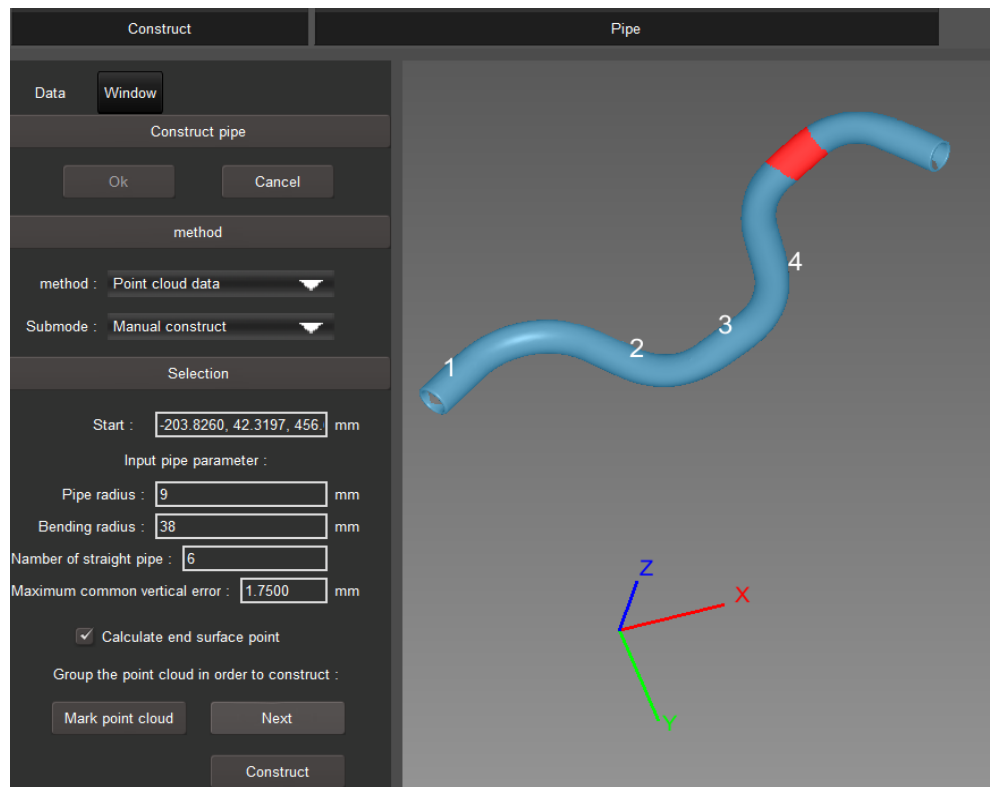 Construct
Pipe
Data Window
Construct pipe
Ok Cancel
method
method : Point cloud data
Submode : Manual construct
Selection
Start : -203.8260, 42.3197, 456. mm
Input pipe parameter :
Pipe radius : 9 mm
Bending radius : 38 mm
Namber of straight pipe : 6
Maximum common vertical error : 1.7500 mm
Calculate end surface point
Group the point cloud in order to construct :
Mark point cloud Next
Construct
1
2
3
4
Z
X
Y